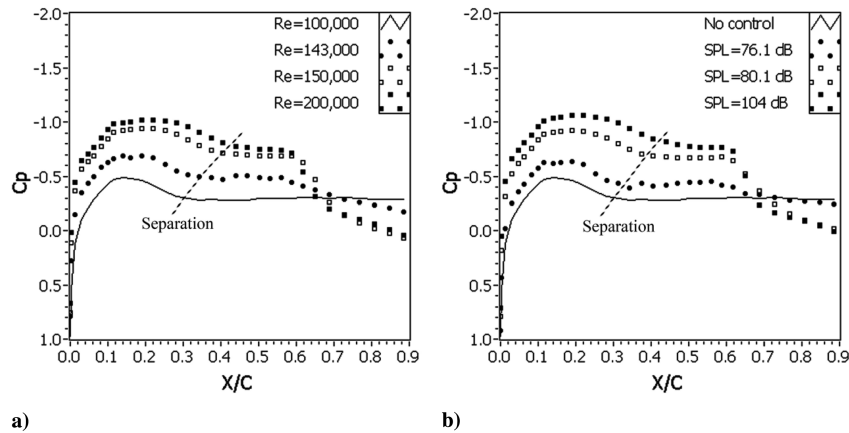 -2.0
-1.5
-1.0
-0.5
0.0
0.5
1.0
Cp
Re=100,000
Re=143,000
Re=150,000
Re=200,000
Separation
0.0 0.1 0.2 0.3 0.4 0.5 0.6 0.7 0.8 0.9
X/C
a)
-2.0
-1.5
-1.0
-0.5
0.0
0.5
1.0
Cp
No control
SPL=76.1 dB
SPL=80.1 dB
SPL=104 dB
Separation
0.0 0.1 0.2 0.3 0.4 0.5 0.6 0.7 0.8 0.9
X/C
b)